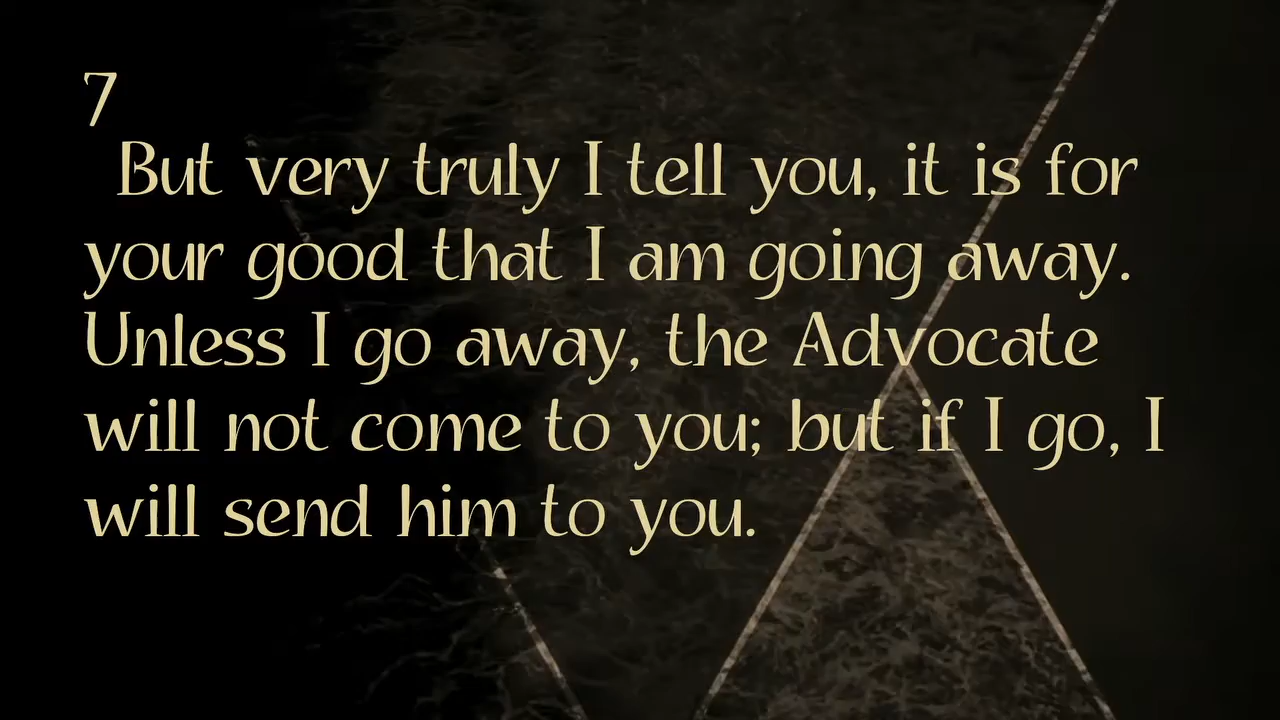 7
But very truly I tell you, it is for
your good that I am going away.
Unless I go away, the Advocate
will not come to you; but if I go, I
will send him to you.